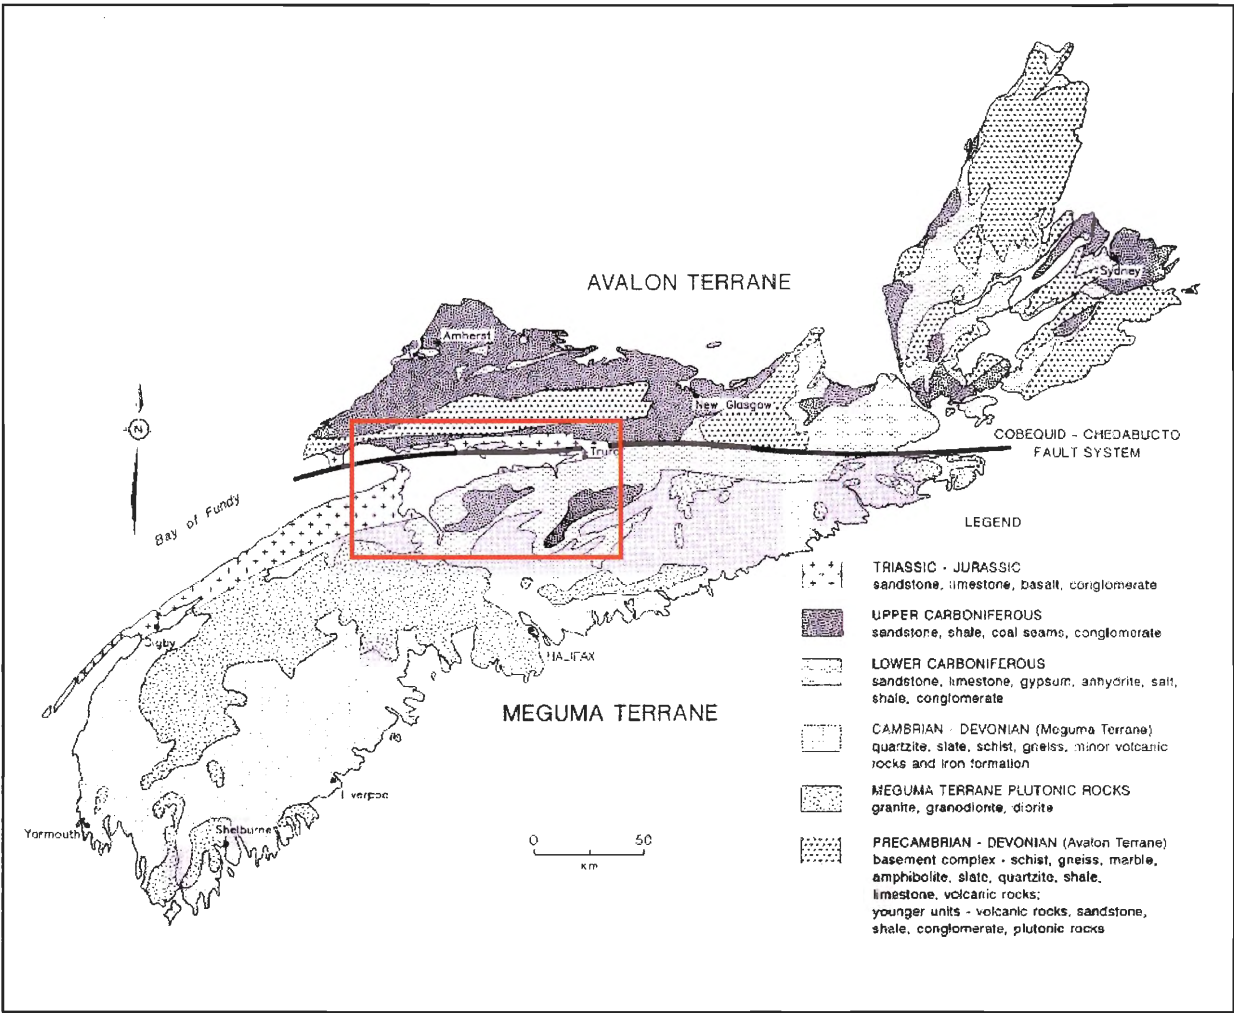 AVALON TERRANE
Sydney
Amherst
New Glasgow
COBEQUID - CHEDABUCTO
FAULT SYSTEM
Truro
N
Bay of Fundy
LEGEND
TRIASSIC - JURASSIC
sandstone, limestone, basalt, conglomerate
UPPER CARBONIFEROUS
sandstone, shale, coal seams, conglomerate
Digby
HALIFAX
LOWER CARBONIFEROUS
sandstone, limestone, gypsum, anhydrite, salt,
shale, conglomerate
MEGUMA TERRANE
CAMBRIAN - DEVONIAN (Meguma Terrane)
quartzite, slate, schist, gneiss, minor volcanic
rocks and iron formation
Liverpool
MEGUMA TERRANE PLUTONIC ROCKS
granite, granodiorite, diorite
Yarmouth
Shelburne
0 50
KM
PRECAMBRIAN - DEVONIAN (Avalon Terrane)
basement complex - schist, gneiss, marble,
amphibolite, slate, quartzite, shale,
limestone, volcanic rocks;
younger units - volcanic rocks, sandstone,
shale, conglomerate, plutonic rocks